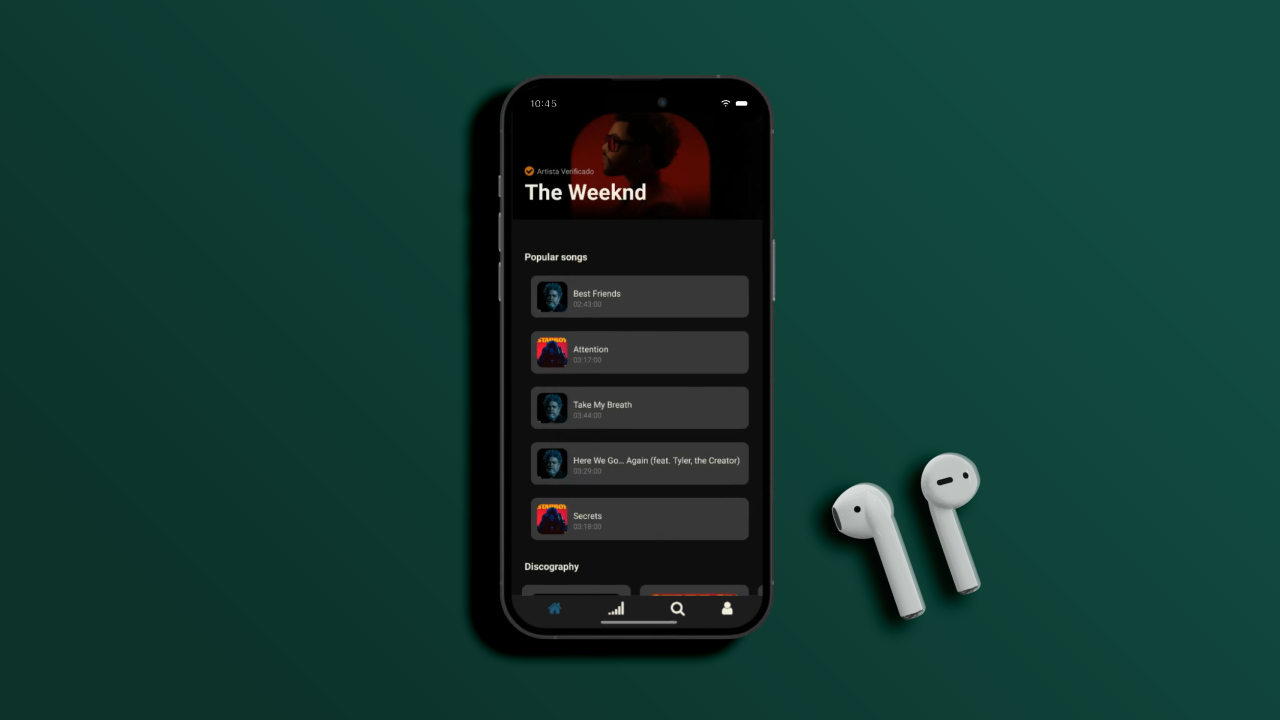 10:45
Artista Verificado
The Weeknd
Popular songs
Best Friends
02:43:00
STARBOY
Attention
03:17:00
Take My Breath
03:44:00
Here We Go... Again (feat. Tyler, the Creator)
03:29:00
STARBOY
Secrets
03:18:00
Discography